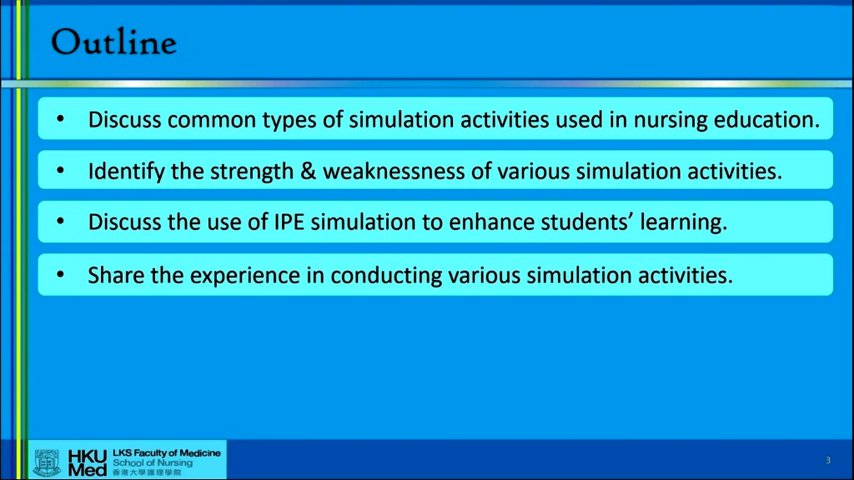 Outline
• Discuss common types of simulation activities used in nursing education.
• Identify the strength & weaknessness of various simulation activities.
• Discuss the use of IPE simulation to enhance students’ learning.
• Share the experience in conducting various simulation activities.
HKU
Med
LKS Faculty of Medicine
School of Nursing
香港大學護理學院
3